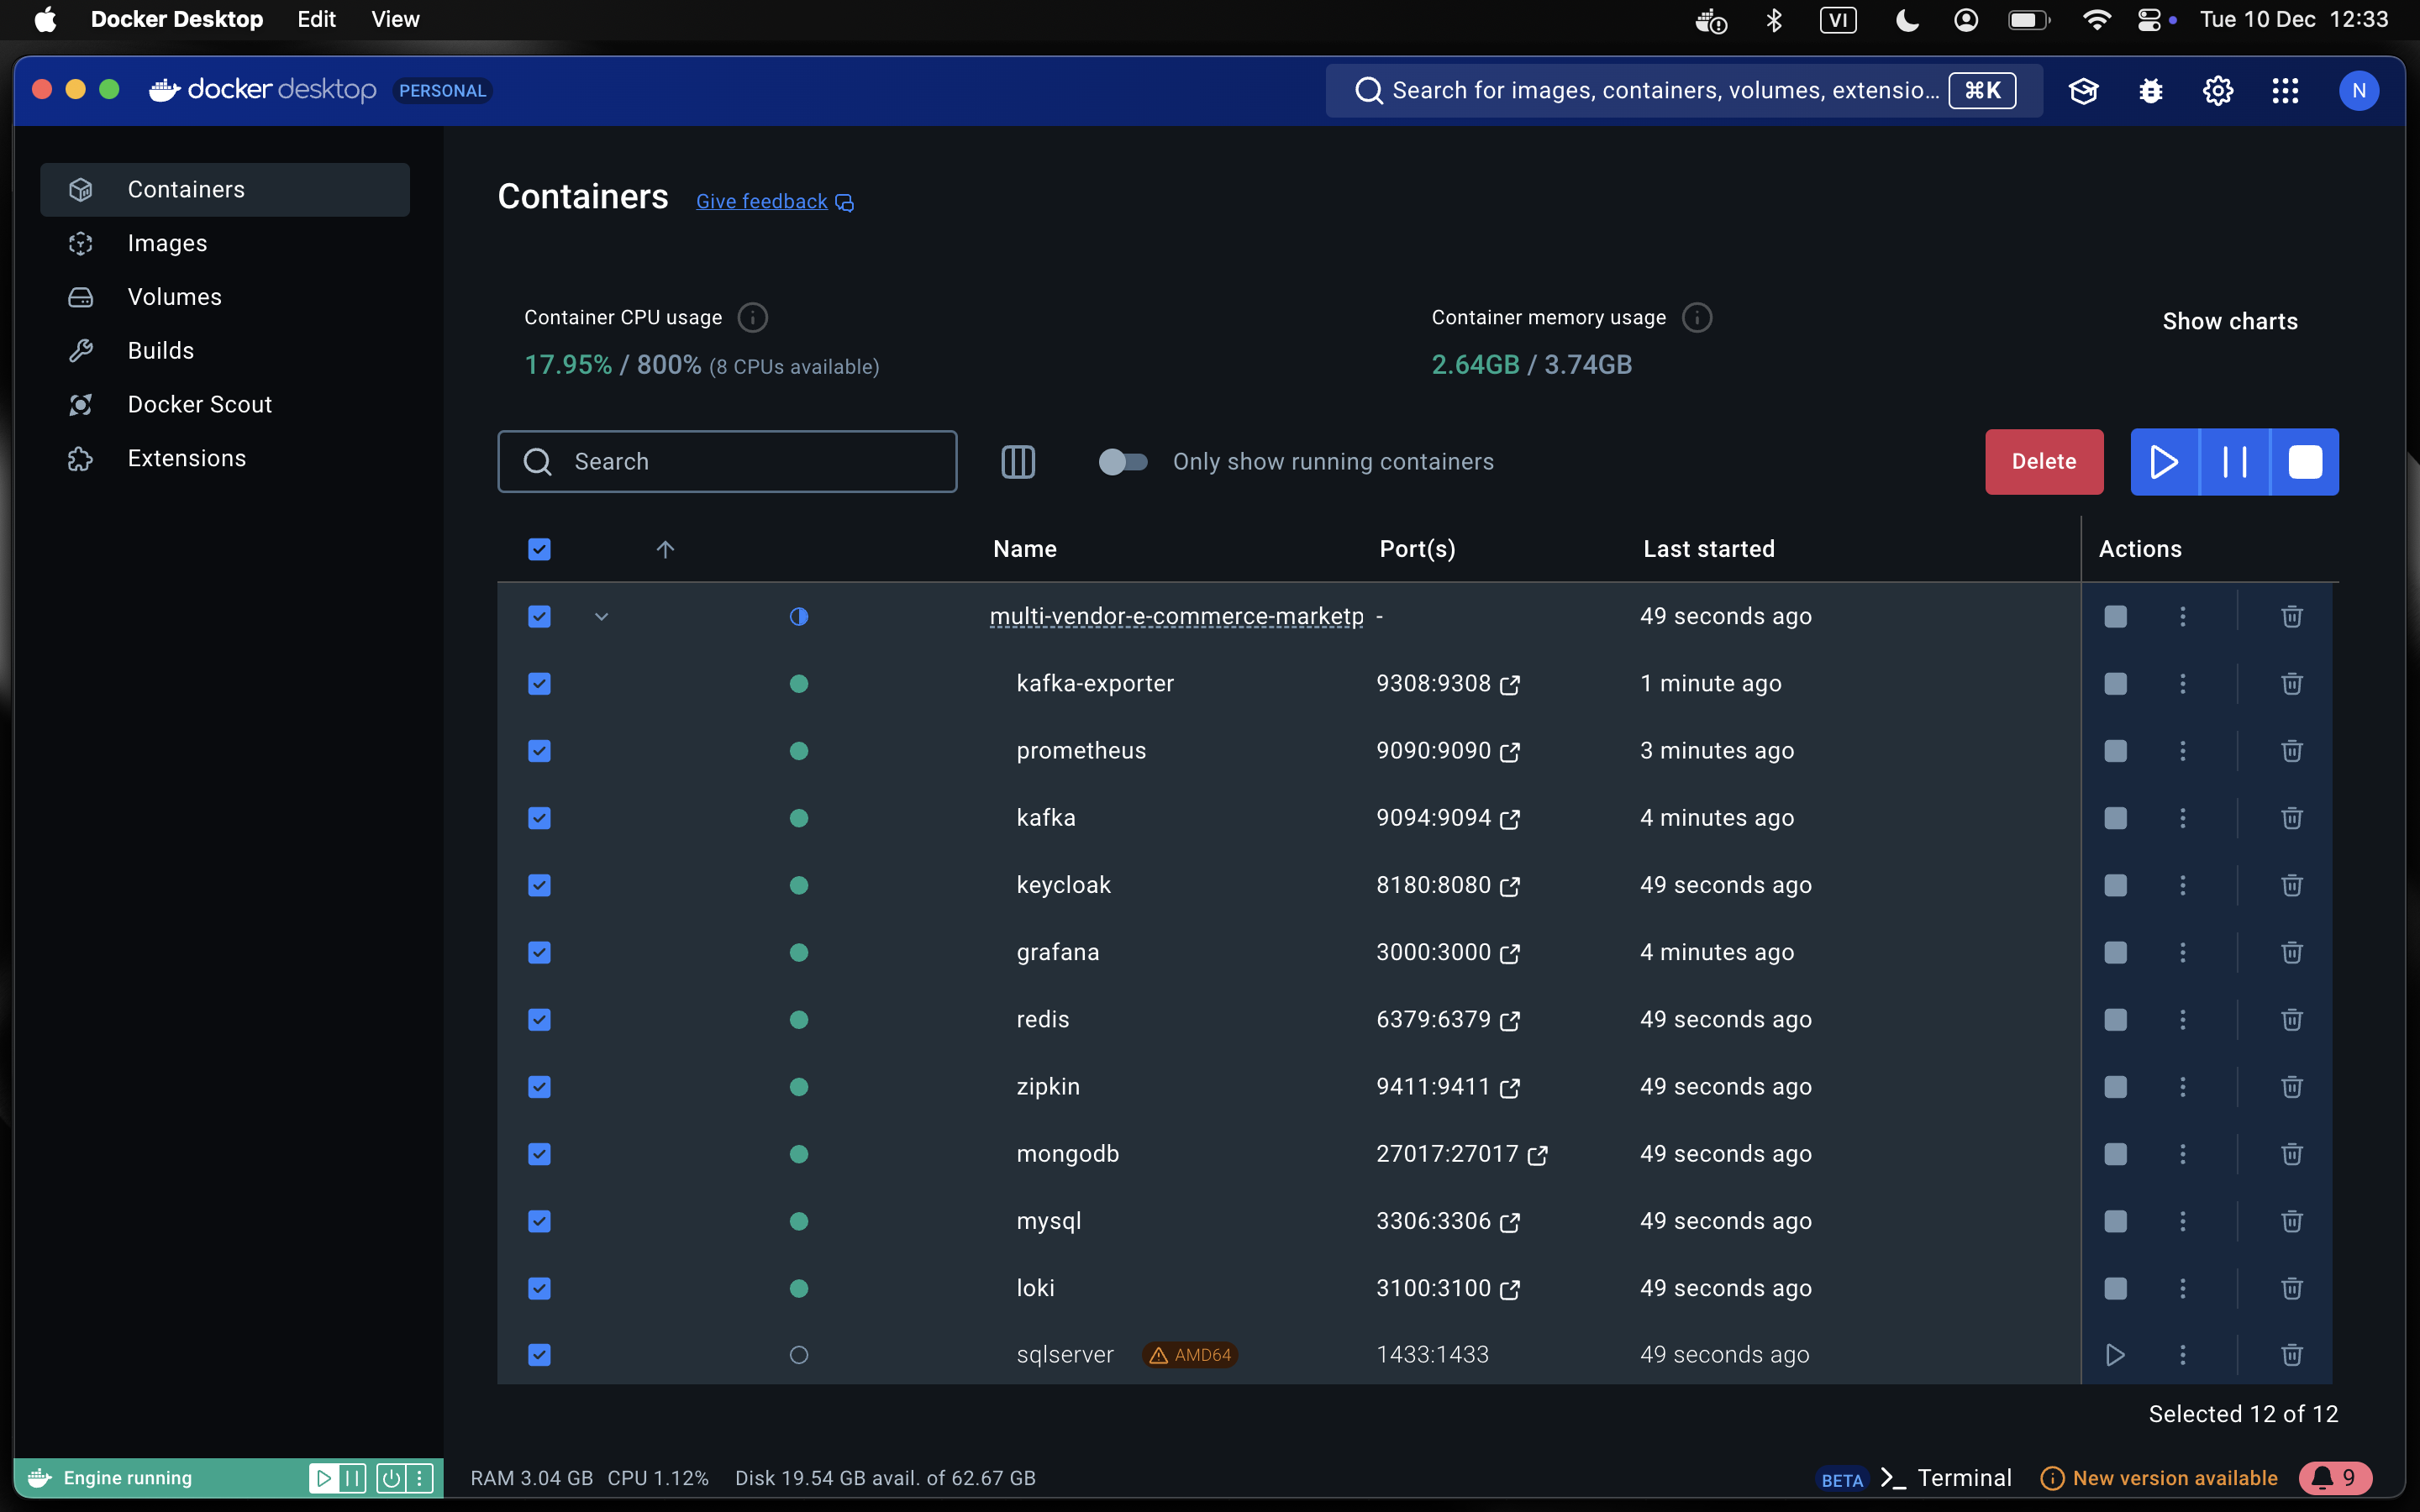 Docker Desktop Edit View VI Tue 10 Dec 12:33
docker desktop PERSONAL Search for images, containers, volumes, extensio... ⌘K N
Containers
Images
Volumes
Builds
Docker Scout
Extensions
Containers Give feedback
Container CPU usage
17.95% / 800% (8 CPUs available)
Container memory usage
2.64GB / 3.74GB
Show charts
Search Only show running containers Delete
Name Port(s) Last started Actions
multi-vendor-e-commerce-marketp - 49 seconds ago
kafka-exporter 9308:9308 1 minute ago
prometheus 9090:9090 3 minutes ago
kafka 9094:9094 4 minutes ago
keycloak 8180:8080 49 seconds ago
grafana 3000:3000 4 minutes ago
redis 6379:6379 49 seconds ago
zipkin 9411:9411 49 seconds ago
mongodb 27017:27017 49 seconds ago
mysql 3306:3306 49 seconds ago
loki 3100:3100 49 seconds ago
sqlserver AMD64 1433:1433 49 seconds ago
Selected 12 of 12
Engine running RAM 3.04 GB CPU 1.12% Disk 19.54 GB avail. of 62.67 GB BETA Terminal New version available 9